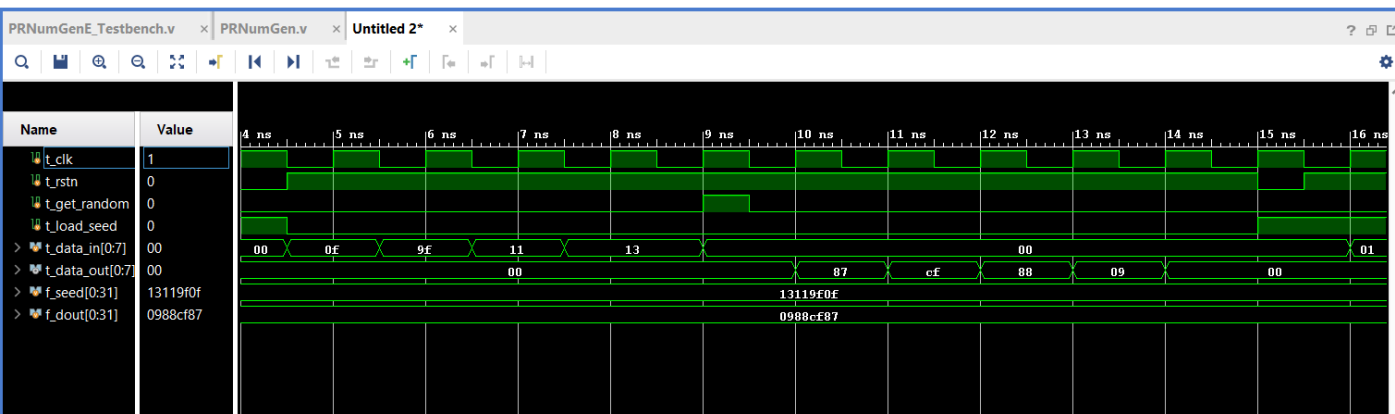 PRNumGenE_Testbench.v × PRNumGen.v × Untitled 2* ×
Name Value
4 ns 5 ns 6 ns 7 ns 8 ns 9 ns 10 ns 11 ns 12 ns 13 ns 14 ns 15 ns 16 ns
t_clk 1
t_rstn 0
t_get_random 0
t_load_seed 0
t_data_in[0:7] 00 00 0f 9f 11 13 00 01
t_data_out[0:7] 00 00 87 cf 88 09 00
f_seed[0:31] 13119f0f 13119f0f
f_dout[0:31] 0988cf87 0988cf87